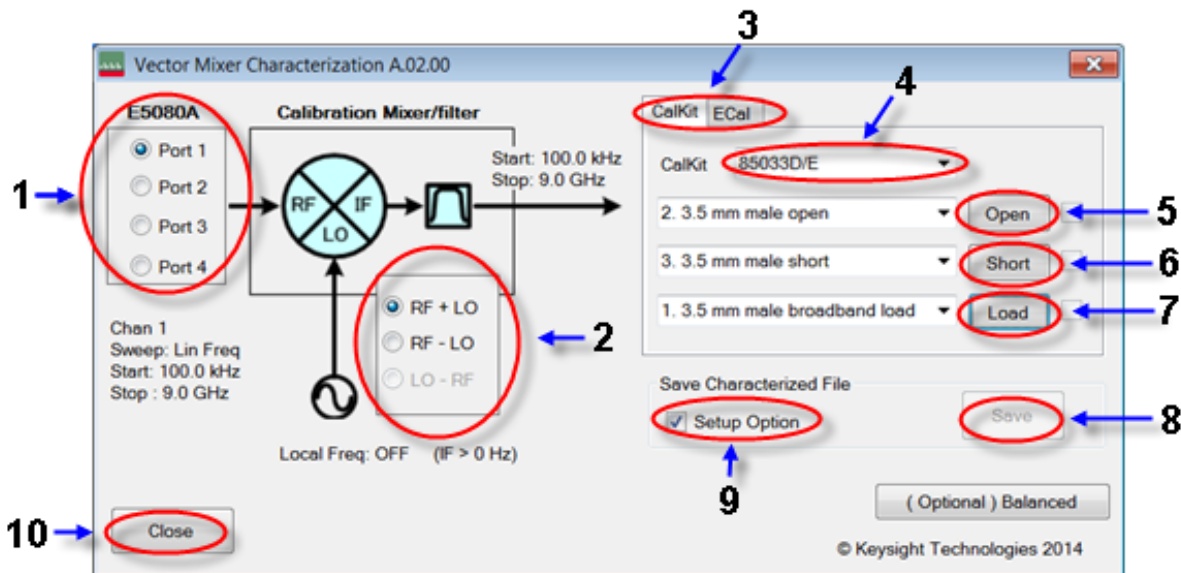 3
Vector Mixer Characterization A.02.00
4
E5080A
Calibration Mixer/filter
CalKit ECal
1
Port 1
Port 2
Port 3
Port 4
RF IF
LO
Start: 100.0 kHz
Stop: 9.0 GHz
CalKit 85033D/E
2. 3.5 mm male open Open 5
3. 3.5 mm male short Short 6
1. 3.5 mm male broadband load Load 7
RF + LO
RF - LO
LO - RF
2
Chan 1
Sweep: Lin Freq
Start: 100.0 kHz
Stop : 9.0 GHz
Local Freq: OFF (IF > 0 Hz)
Save Characterized File
Setup Option
Save
8
9
( Optional ) Balanced
10
Close
© Keysight Technologies 2014